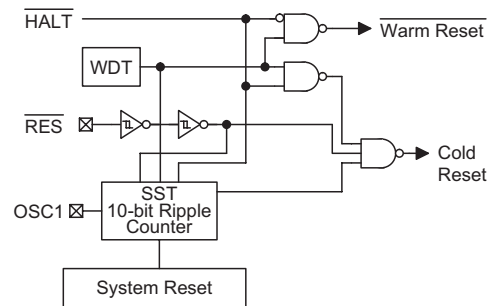 HALT
Warm Reset
WDT
RES
Cold
Reset
SST
10-bit Ripple
Counter
OSC1
System Reset